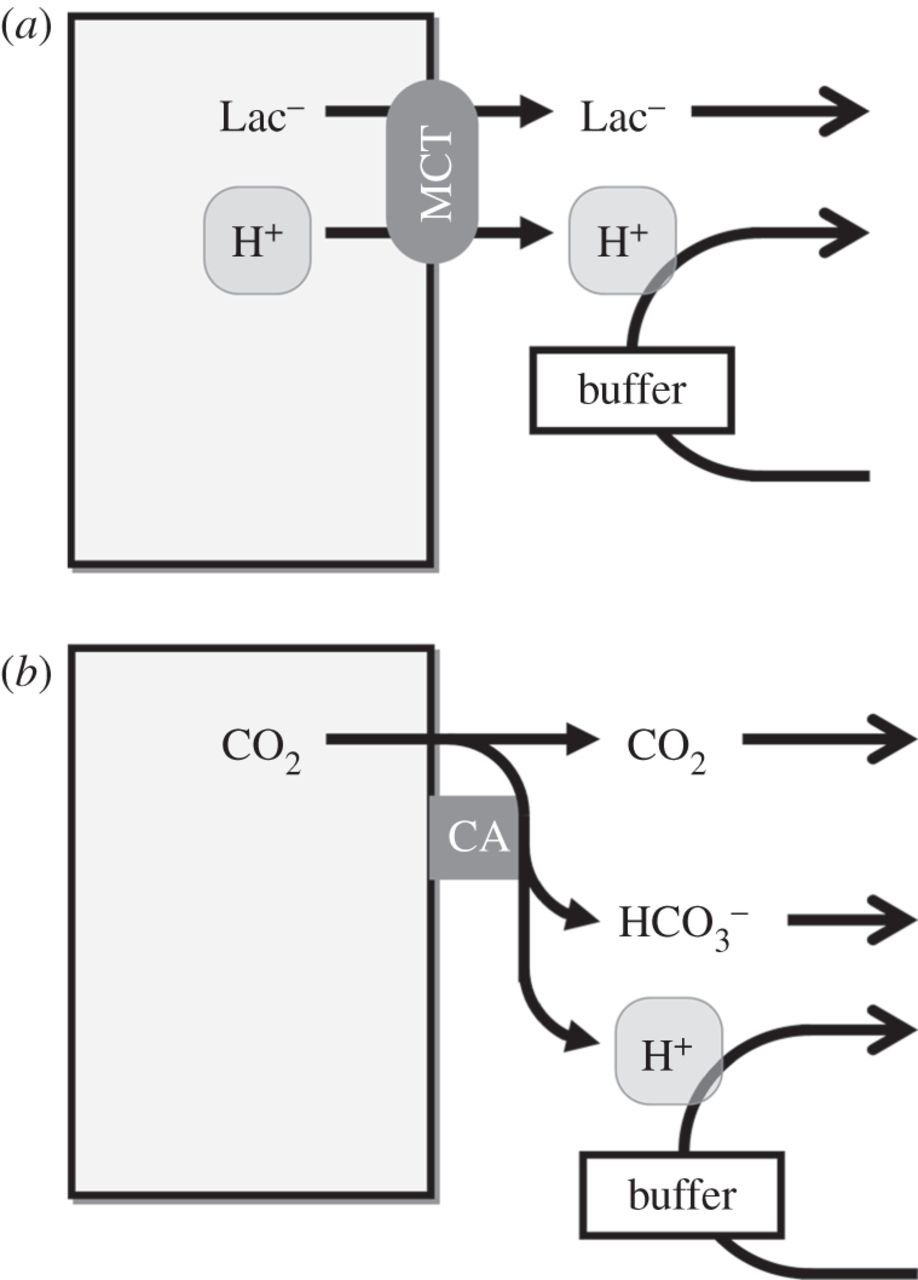 (a)
Lac⁻
MCT
Lac⁻
H⁺
H⁺
buffer
(b)
CO₂
CO₂
CA
HCO₃⁻
H⁺
buffer